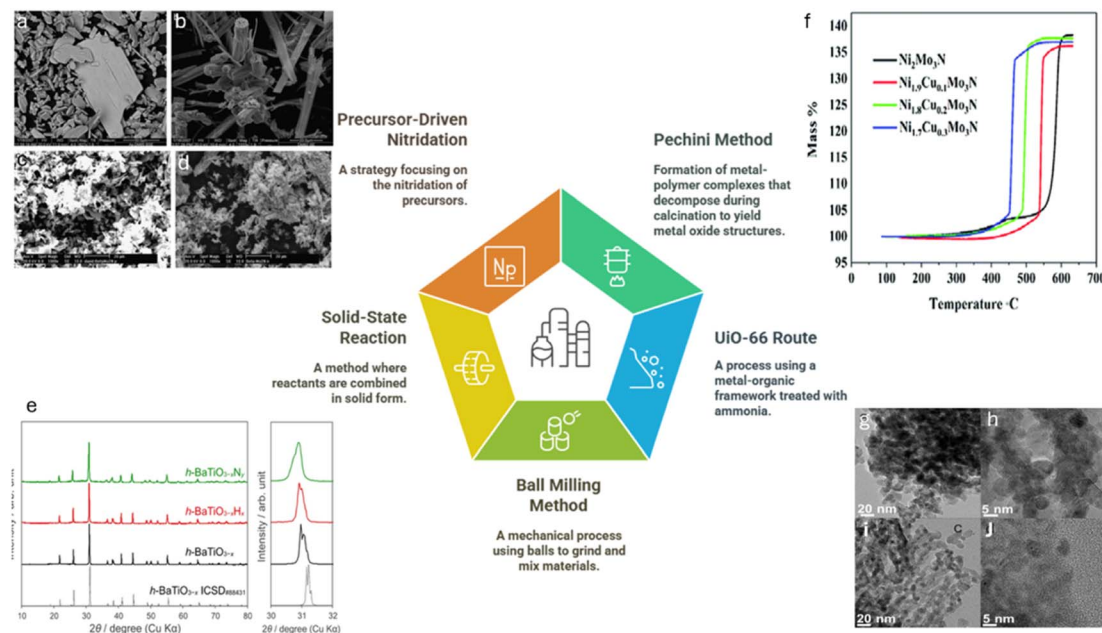 a
b
c
d
Precursor-Driven
Nitridation
A strategy focusing on
the nitridation of
precursors.
Np
Pechini Method
Formation of metal-
polymer complexes that
decompose during
calcination to yield
metal oxide structures.
f
Mass %
140
135
130
125
120
115
110
105
100
95
Ni₂Mo₃N
Ni₁.₉Cu₀.₁Mo₃N
Ni₁.₈Cu₀.₂Mo₃N
Ni₁.₇Cu₀.₃Mo₃N
0 100 200 300 400 500 600 700
Temperature °C
Solid-State
Reaction
A method where
reactants are combined
in solid form.
UiO-66 Route
A process using a
metal-organic
framework treated with
ammonia.
Ball Milling
Method
A mechanical process
using balls to grind and
mix materials.
e
h-BaTiO₃₋ₓNᵧ
h-BaTiO₃₋ₓHₓ
h-BaTiO₃₋ₓ
h-BaTiO₃₋ₓ ICSD#88431
10 20 30 40 50 60 70 80
2θ / degree (Cu Kα)
Intensity / arb. unit
30 31 32
2θ / degree (Cu Kα)
g
20 nm
h
5 nm
i
c
20 nm
J
5 nm